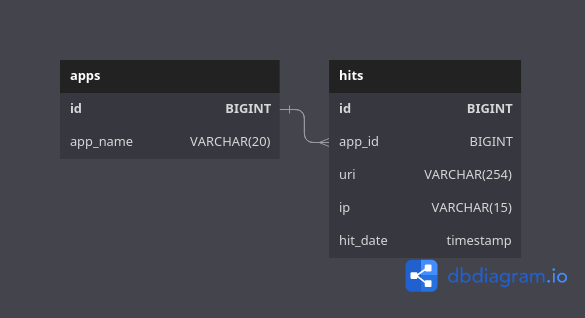 apps
id BIGINT
app_name VARCHAR(20)
hits
id BIGINT
app_id BIGINT
uri VARCHAR(254)
ip VARCHAR(15)
hit_date timestamp
dbdiagram.io